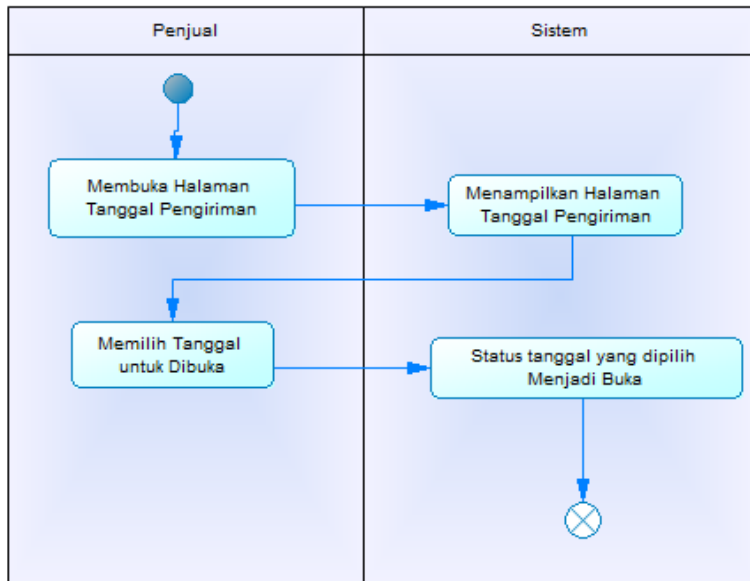 Penjual
Sistem
Membuka Halaman
Tanggal Pengiriman
Menampilkan Halaman
Tanggal Pengiriman
Memilih Tanggal
untuk Dibuka
Status tanggal yang dipilih
Menjadi Buka